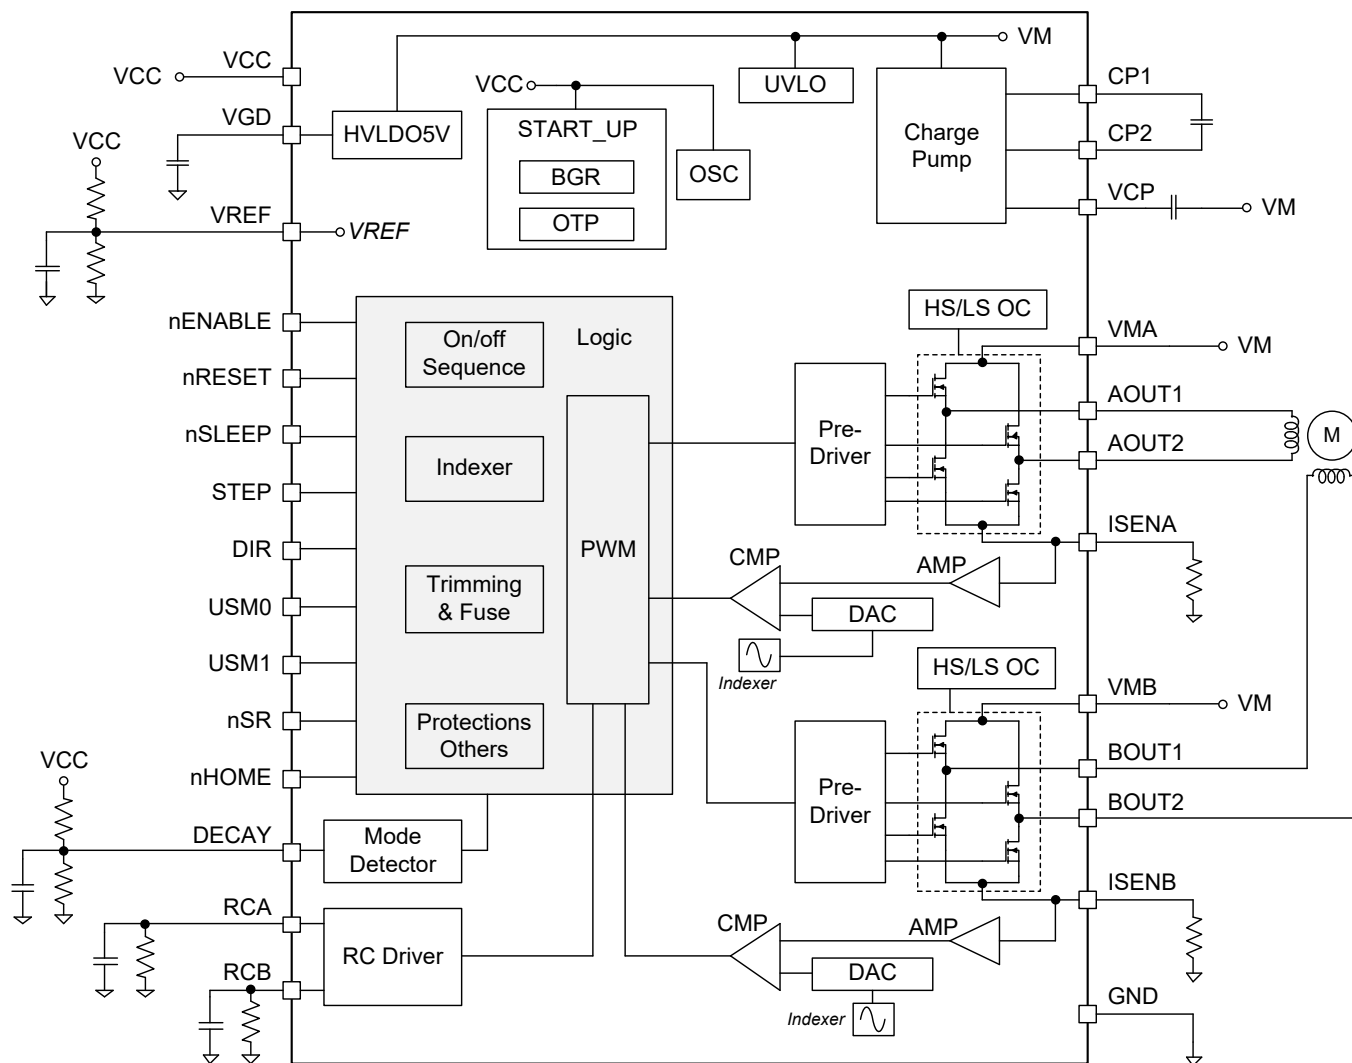 VM
VCC
VCC
VCC
UVLO
CP1
VGD
HVLDO5V
START_UP
Charge
Pump
VCC
BGR
OSC
CP2
VREF
VREF
OTP
VCP
VM
nENABLE
On/off
Sequence
Logic
HS/LS OC
VMA
VM
nRESET
AOUT1
nSLEEP
Indexer
Pre-
Driver
AOUT2
M
STEP
ISENA
DIR
PWM
CMP
AMP
USM0
Trimming
& Fuse
DAC
USM1
Indexer
HS/LS OC
VMB
VM
nSR
Protections
Others
BOUT1
nHOME
VCC
Pre-
Driver
BOUT2
DECAY
Mode
Detector
ISENB
RCA
CMP
AMP
RC Driver
RCB
DAC
Indexer
GND